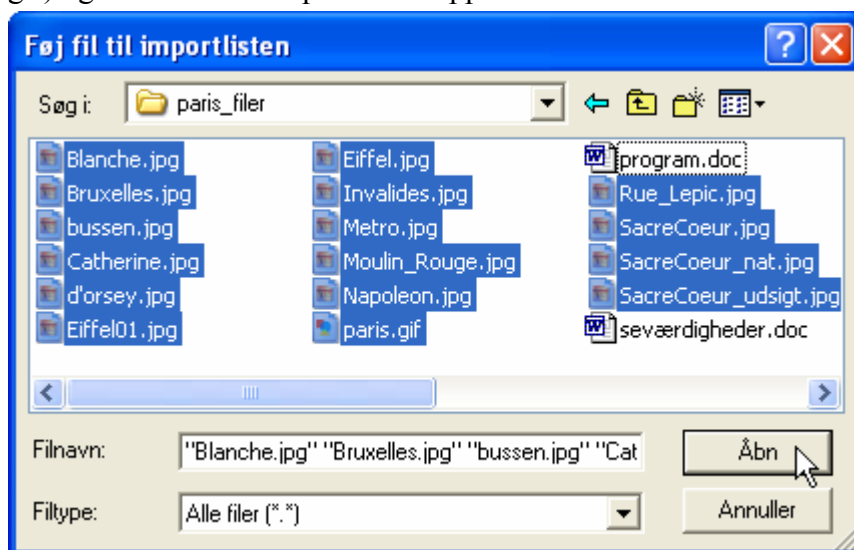 Føj fil til importlisten
Søg i: paris_filer
Blanche.jpg Eiffel.jpg program.doc
Bruxelles.jpg Invalides.jpg Rue_Lepic.jpg
bussen.jpg Metro.jpg SacreCoeur.jpg
Catherine.jpg Moulin_Rouge.jpg SacreCoeur_nat.jpg
d'orsey.jpg Napoleon.jpg SacreCoeur_udsigt.jpg
Eiffel01.jpg paris.gif seværdigheder.doc
Filnavn: "Blanche.jpg" "Bruxelles.jpg" "bussen.jpg" "Cat Åbn
Filtype: Alle filer (*.*) Annuller